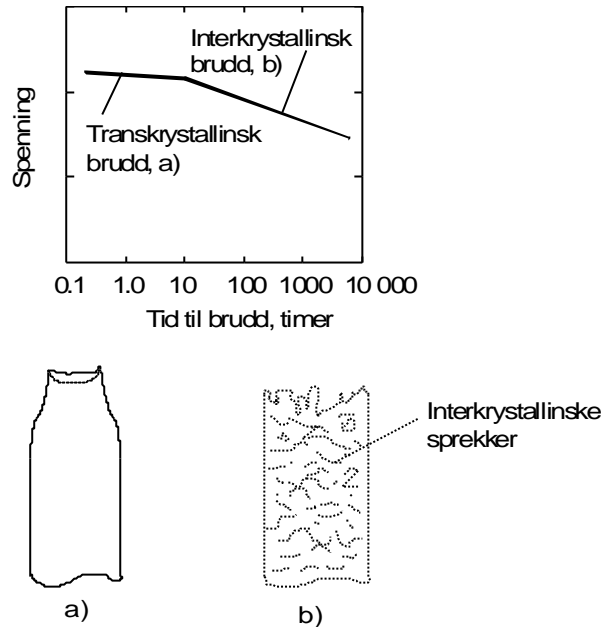 Interkrystallinsk
brudd, b)
Transkrystallinsk
brudd, a)
Spenning
0.1 1.0 10 100 1000 10 000
Tid til brudd, timer
Interkrystallinske
sprekker
a) b)